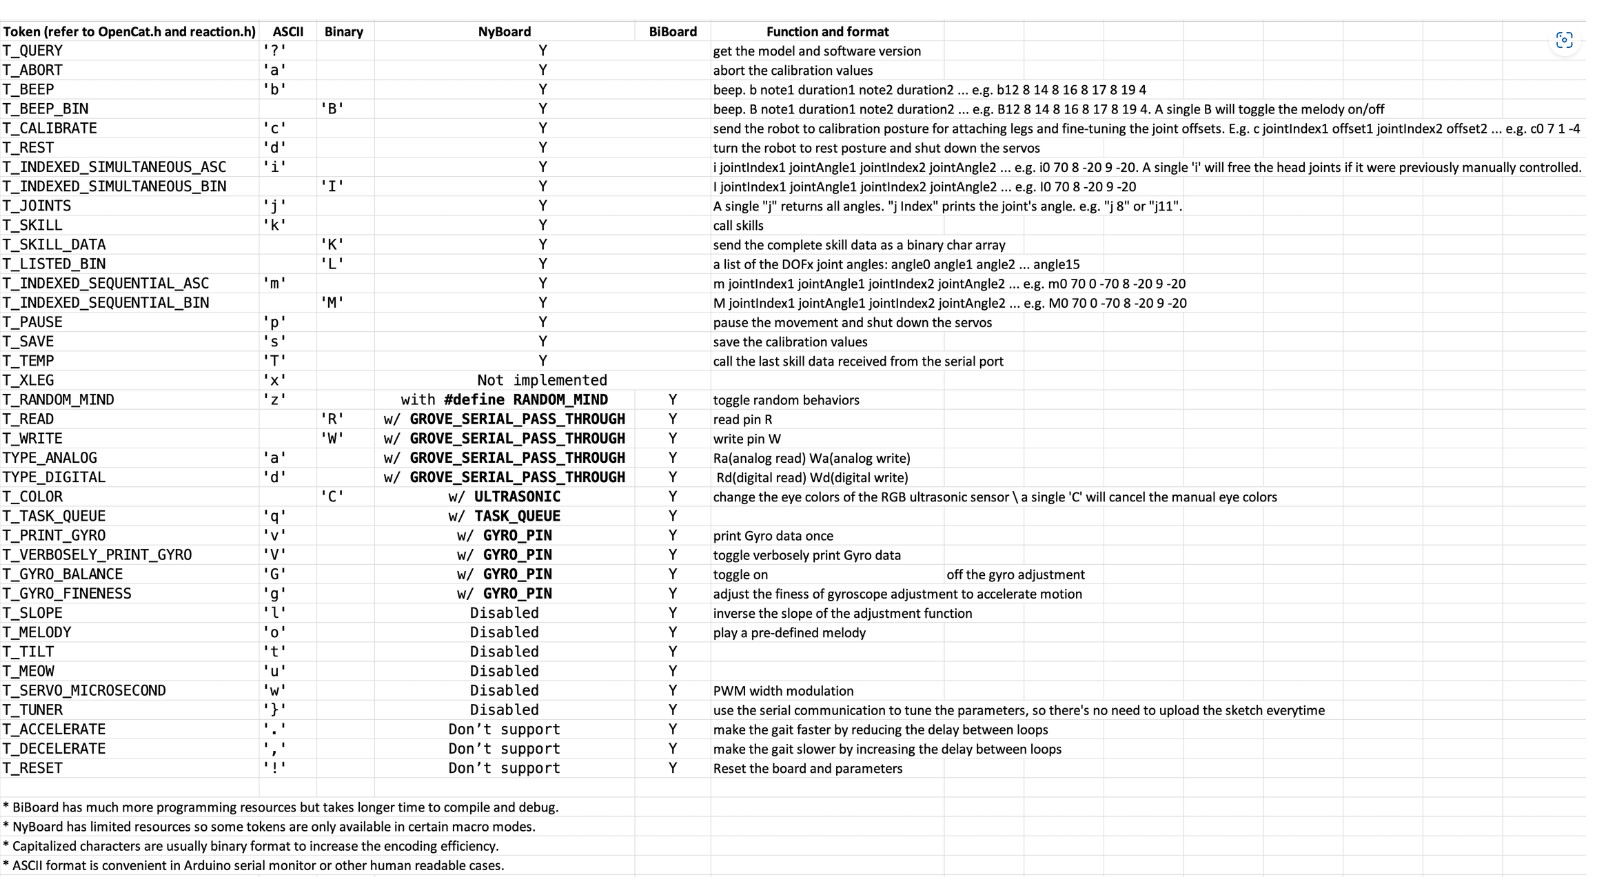 Token (refer to OpenCat.h and reaction.h) ASCII Binary NyBoard BiBoard Function and format
T_QUERY '?' Y get the model and software version
T_ABORT 'a' Y abort the calibration values
T_BEEP 'b' Y beep. b note1 duration1 note2 duration2 ... e.g. b12 8 14 8 16 8 17 8 19 4
T_BEEP_BIN 'B' Y beep. B note1 duration1 note2 duration2 ... e.g. B12 8 14 8 16 8 17 8 19 4. A single B will toggle the melody on/off
T_CALIBRATE 'c' Y send the robot to calibration posture for attaching legs and fine-tuning the joint offsets. E.g. c jointIndex1 offset1 jointIndex2 offset2 ... e.g. c0 7 1 -4
T_REST 'd' Y turn the robot to rest posture and shut down the servos
T_INDEXED_SIMULTANEOUS_ASC 'i' Y i jointIndex1 jointAngle1 jointIndex2 jointAngle2 ... e.g. i0 70 8 -20 9 -20. A single 'i' will free the head joints if it were previously manually controlled.
T_INDEXED_SIMULTANEOUS_BIN 'I' Y I jointIndex1 jointAngle1 jointIndex2 jointAngle2 ... e.g. I0 70 8 -20 9 -20
T_JOINTS 'j' Y A single "j" returns all angles. "j Index" prints the joint's angle. e.g. "j 8" or "j11".
T_SKILL 'k' Y call skills
T_SKILL_DATA 'K' Y send the complete skill data as a binary char array
T_LISTED_BIN 'L' Y a list of the DOFx joint angles: angle0 angle1 angle2 ... angle15
T_INDEXED_SEQUENTIAL_ASC 'm' Y m jointIndex1 jointAngle1 jointIndex2 jointAngle2 ... e.g. m0 70 0 -70 8 -20 9 -20
T_INDEXED_SEQUENTIAL_BIN 'M' Y M jointIndex1 jointAngle1 jointIndex2 jointAngle2 ... e.g. M0 70 0 -70 8 -20 9 -20
T_PAUSE 'p' Y pause the movement and shut down the servos
T_SAVE 's' Y save the calibration values
T_TEMP 'T' Y call the last skill data received from the serial port
T_XLEG 'x' Not implemented
T_RANDOM_MIND 'z' with #define RANDOM_MIND Y toggle random behaviors
T_READ 'R' w/ GROVE_SERIAL_PASS_THROUGH Y read pin R
T_WRITE 'W' w/ GROVE_SERIAL_PASS_THROUGH Y write pin W
TYPE_ANALOG 'a' w/ GROVE_SERIAL_PASS_THROUGH Y Ra(analog read) Wa(analog write)
TYPE_DIGITAL 'd' w/ GROVE_SERIAL_PASS_THROUGH Y Rd(digital read) Wd(digital write)
T_COLOR 'C' w/ ULTRASONIC Y change the eye colors of the RGB ultrasonic sensor \ a single 'C' will cancel the manual eye colors
T_TASK_QUEUE 'q' w/ TASK_QUEUE Y
T_PRINT_GYRO 'v' w/ GYRO_PIN Y print Gyro data once
T_VERBOSELY_PRINT_GYRO 'V' w/ GYRO_PIN Y toggle verbosely print Gyro data
T_GYRO_BALANCE 'G' w/ GYRO_PIN Y toggle on off the gyro adjustment
T_GYRO_FINENESS 'g' w/ GYRO_PIN Y adjust the finess of gyroscope adjustment to accelerate motion
T_SLOPE 'l' Disabled Y inverse the slope of the adjustment function
T_MELODY 'o' Disabled Y play a pre-defined melody
T_TILT 't' Disabled Y
T_MEOW 'u' Disabled Y
T_SERVO_MICROSECOND 'w' Disabled Y PWM width modulation
T_TUNER '}' Disabled Y use the serial communication to tune the parameters, so there's no need to upload the sketch everytime
T_ACCELERATE '.' Don't support Y make the gait faster by reducing the delay between loops
T_DECELERATE ',' Don't support Y make the gait slower by increasing the delay between loops
T_RESET '!' Don't support Y Reset the board and parameters
* BiBoard has much more programming resources but takes longer time to compile and debug.
* NyBoard has limited resources so some tokens are only available in certain macro modes.
* Capitalized characters are usually binary format to increase the encoding efficiency.
* ASCII format is convenient in Arduino serial monitor or other human readable cases.